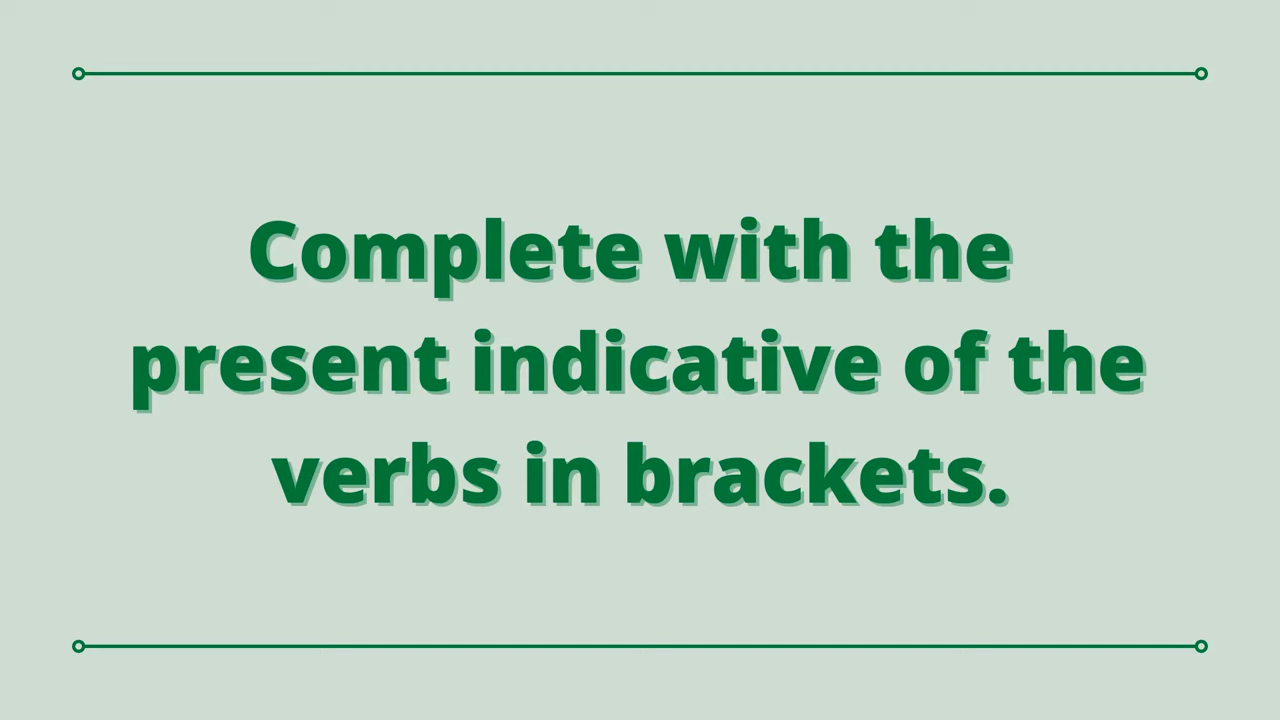 Complete with the
present indicative of the
verbs in brackets.